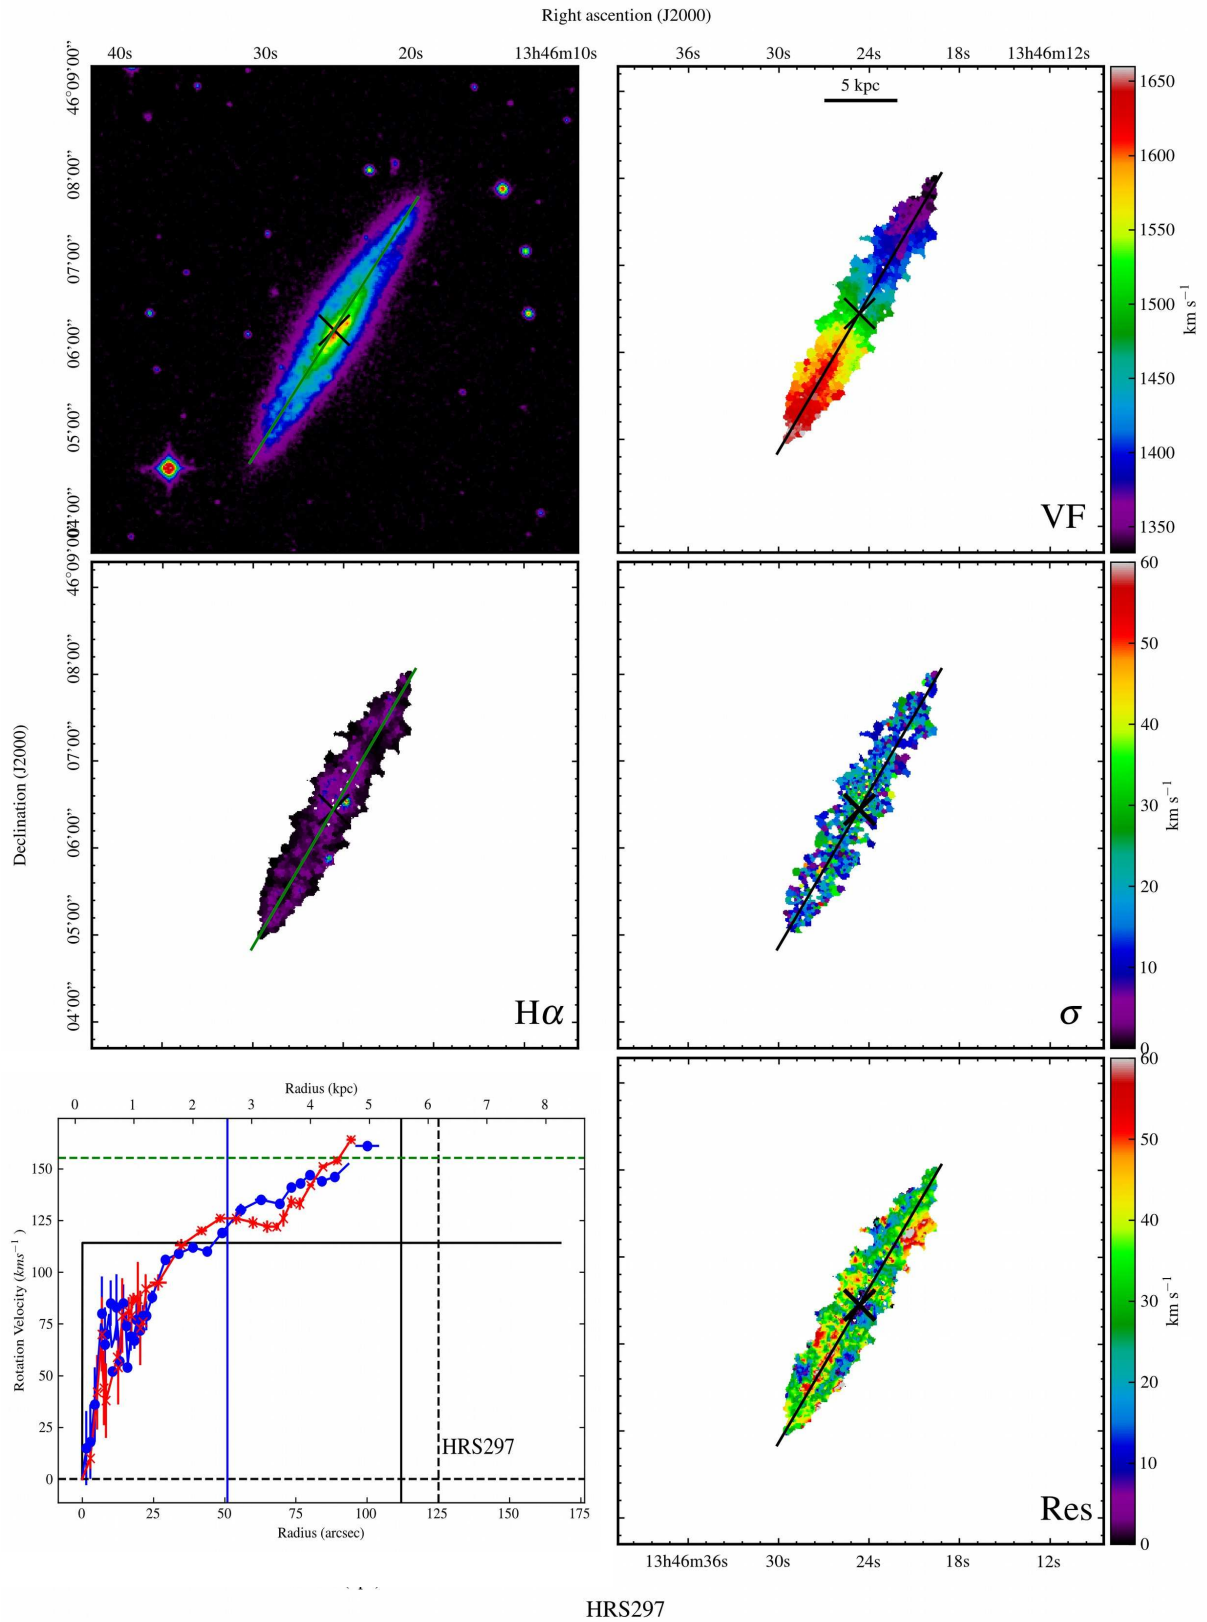 Right ascention (J2000)
40s 30s 20s 13h46m10s
36s 30s 24s 18s 13h46m12s
46°09'00”
08'00”
07'00”
06'00”
05'00”
5 kpc
VF
1650
1600
1550
1500
1450
1400
1350
km s−1
Declination (J2000)
46°09'00”
08'00”
07'00”
06'00”
05'00”
04'00”
Hα
σ
60
50
40
30
20
10
0
km s−1
Radius (kpc)
0 1 2 3 4 5 6 7 8
Rotation Velocity (kms−1)
150
125
100
75
50
25
0
HRS297
0 25 50 75 100 125 150 175
Radius (arcsec)
Res
60
50
40
30
20
10
0
km s−1
13h46m36s 30s 24s 18s 12s
HRS297